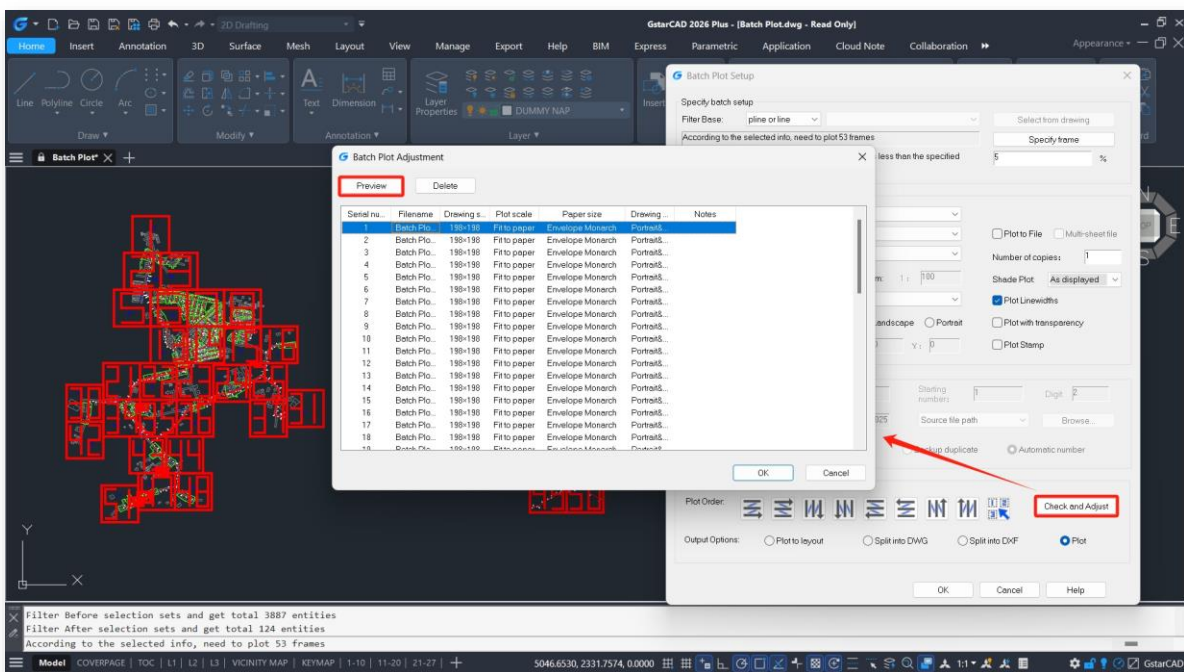 2D Drafting
GstarCAD 2026 Plus - [Batch Plot.dwg - Read Only]
Home Insert Annotation 3D Surface Mesh Layout View Manage Export Help BIM Express Parametric Application Cloud Note Collaboration Appearance
Line Polyline Circle Arc
Text Dimension
Layer Properties
DUMMY NAP
Insert
Draw Modify Annotation Layer
Batch Plot*
Batch Plot Setup
Specify batch setup
Filter Base: pline or line Select from drawing
According to the selected info, need to plot 53 frames Specify frame
less than the specified 5 %
Plot to File Multi-sheet file
Number of copies: 1
1 : 100 Shade Plot As displayed
Plot Linewidths
andscape Portrait Plot with transparency
Y: 0 Plot Stamp
Starting number: 1 Digit 2
Source file path Browse...
Backup duplicate Automatic number
Plot Order: Check and Adjust
Output Options: Plot to layout Split into DWG Split into DXF Plot
OK Cancel Help
Batch Plot Adjustment
Preview Delete
Serial nu... Filename Drawing s... Plot scale Paper size Drawing ... Notes
1 Batch Plo... 198×198 Fit to paper Envelope Monarch Portrait&...
2 Batch Plo... 198×198 Fit to paper Envelope Monarch Portrait&...
3 Batch Plo... 198×198 Fit to paper Envelope Monarch Portrait&...
4 Batch Plo... 198×198 Fit to paper Envelope Monarch Portrait&...
5 Batch Plo... 198×198 Fit to paper Envelope Monarch Portrait&...
6 Batch Plo... 198×198 Fit to paper Envelope Monarch Portrait&...
7 Batch Plo... 198×198 Fit to paper Envelope Monarch Portrait&...
8 Batch Plo... 198×198 Fit to paper Envelope Monarch Portrait&...
9 Batch Plo... 198×198 Fit to paper Envelope Monarch Portrait&...
10 Batch Plo... 198×198 Fit to paper Envelope Monarch Portrait&...
11 Batch Plo... 198×198 Fit to paper Envelope Monarch Portrait&...
12 Batch Plo... 198×198 Fit to paper Envelope Monarch Portrait&...
13 Batch Plo... 198×198 Fit to paper Envelope Monarch Portrait&...
14 Batch Plo... 198×198 Fit to paper Envelope Monarch Portrait&...
15 Batch Plo... 198×198 Fit to paper Envelope Monarch Portrait&...
16 Batch Plo... 198×198 Fit to paper Envelope Monarch Portrait&...
17 Batch Plo... 198×198 Fit to paper Envelope Monarch Portrait&...
18 Batch Plo... 198×198 Fit to paper Envelope Monarch Portrait&...
OK Cancel
Y
X
Filter Before selection sets and get total 3887 entities
Filter After selection sets and get total 124 entities
According to the selected info, need to plot 53 frames
Model COVERPAGE TOC L1 L2 L3 VICINITY MAP KEYMAP 1-10 11-20 21-27 5046.6530, 2331.7574, 0.0000 1:1 GstarCAD